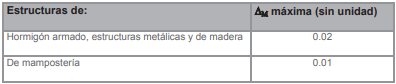 Estructuras de: ΔM máxima (sin unidad)
Hormigón armado, estructuras metálicas y de madera 0.02
De mampostería 0.01